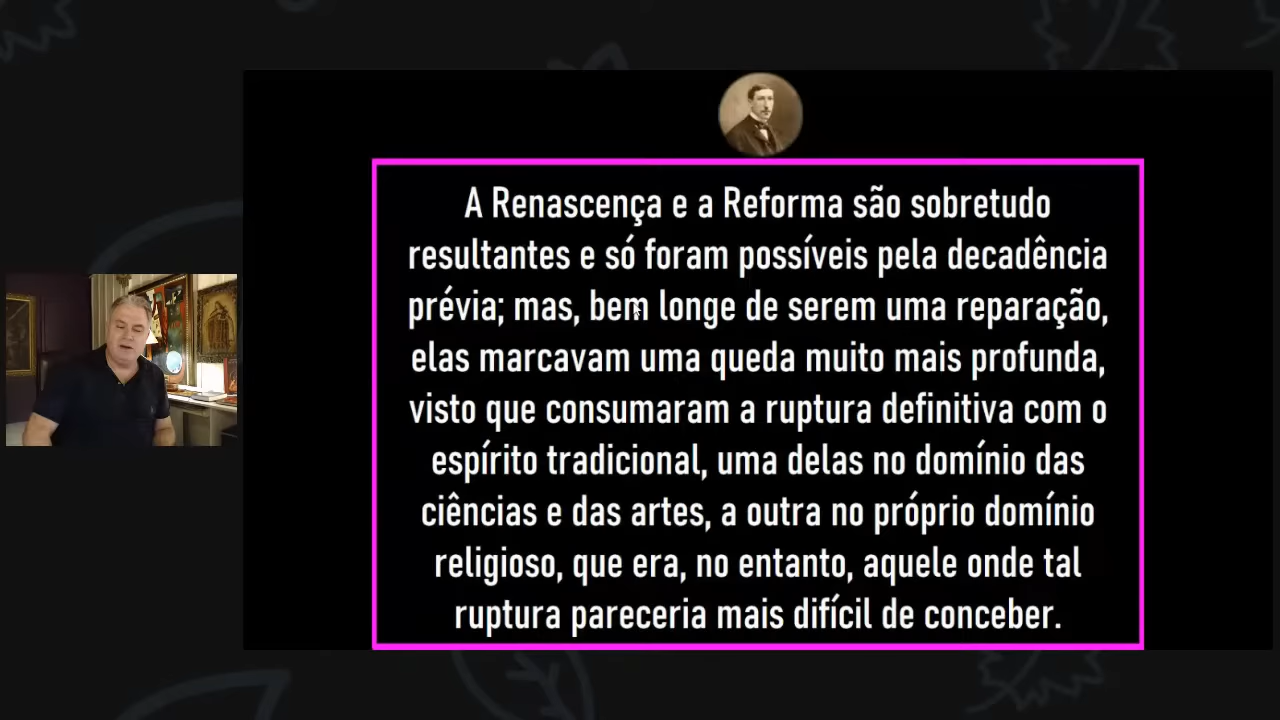 A Renascença e a Reforma são sobretudo
resultantes e só foram possíveis pela decadência
prévia; mas, bem longe de serem uma reparação,
elas marcavam uma queda muito mais profunda,
visto que consumaram a ruptura definitiva com o
espírito tradicional, uma delas no domínio das
ciências e das artes, a outra no próprio domínio
religioso, que era, no entanto, aquele onde tal
ruptura pareceria mais difícil de conceber.